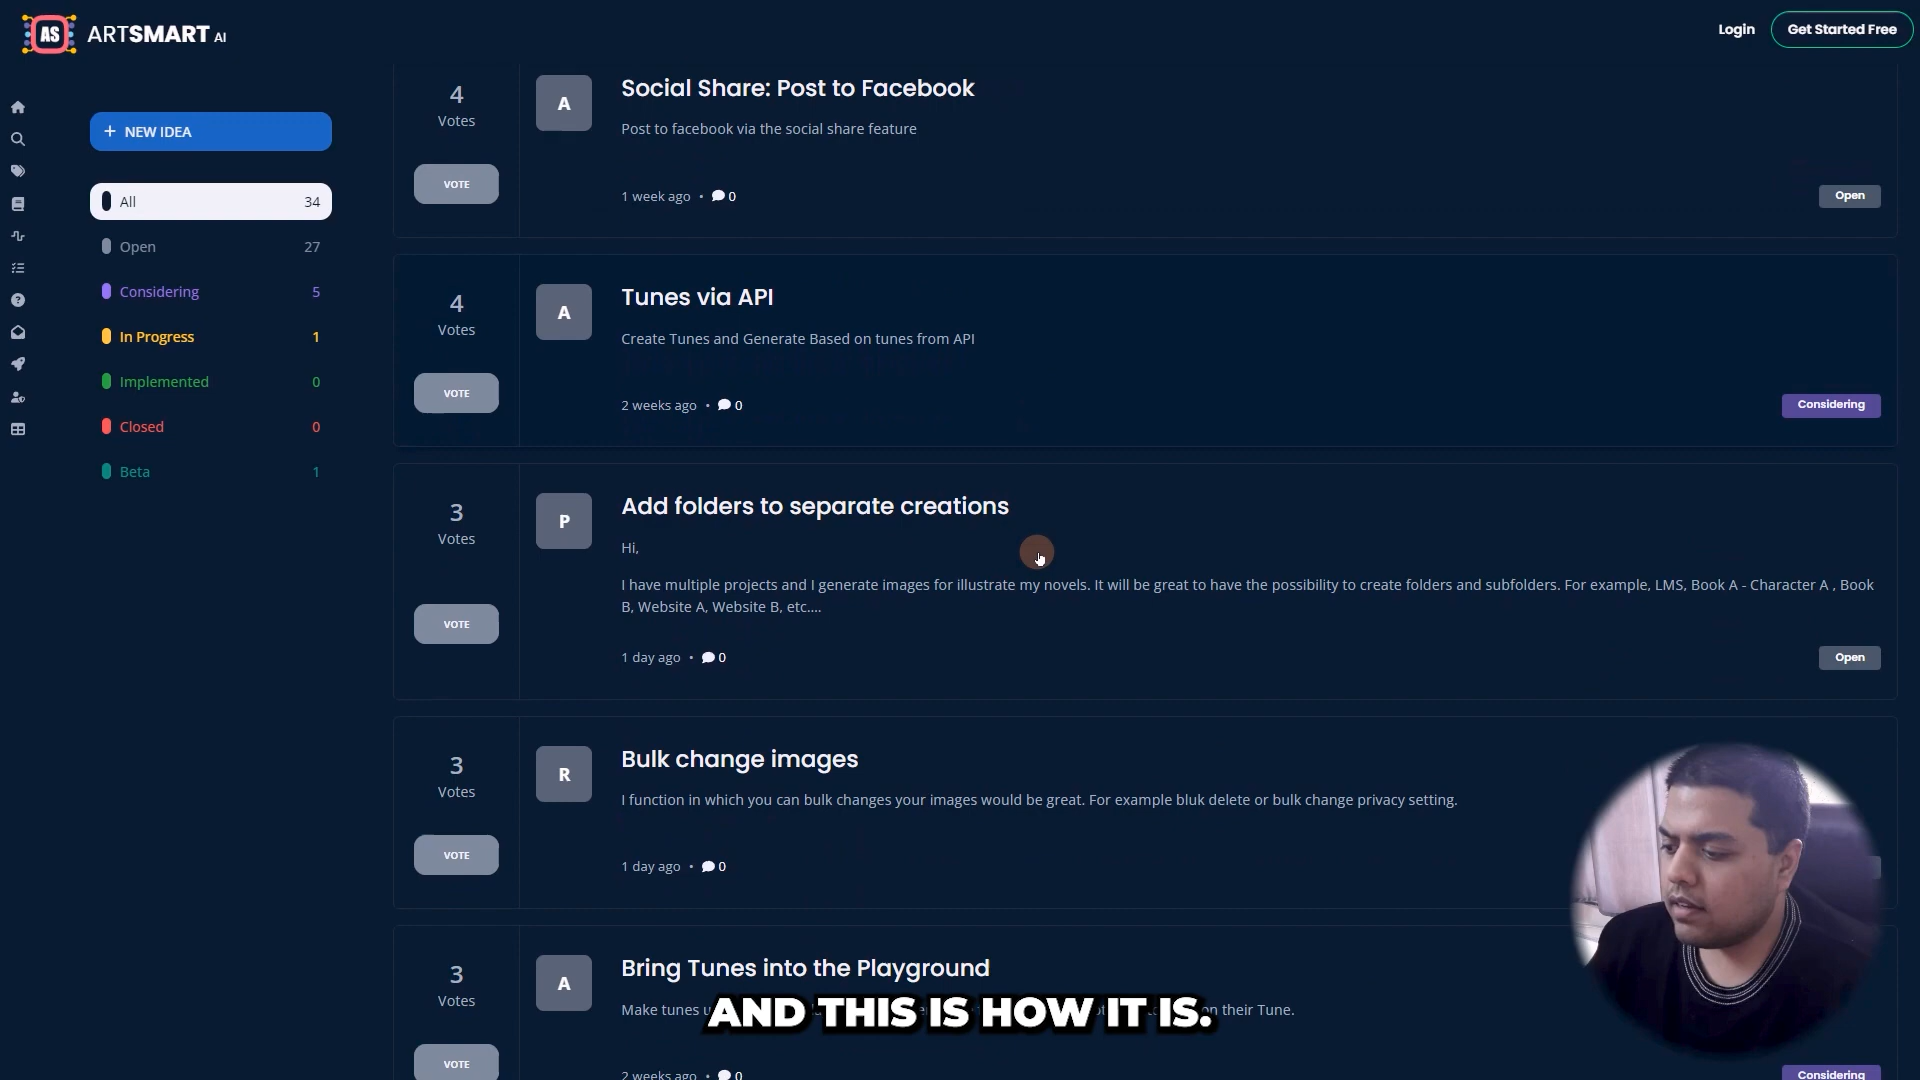 AS ARTSMART AI
Login
Get Started Free
+ NEW IDEA
All 34
Open 27
Considering 5
In Progress 1
Implemented 0
Closed 0
Beta 1
4
Votes
VOTE
A
Social Share: Post to Facebook
Post to facebook via the social share feature
1 week ago • 0
Open
4
Votes
VOTE
A
Tunes via API
Create Tunes and Generate Based on tunes from API
2 weeks ago • 0
Considering
3
Votes
VOTE
P
Add folders to separate creations
Hi,
I have multiple projects and I generate images for illustrate my novels. It will be great to have the possibility to create folders and subfolders. For example, LMS, Book A - Character A , Book
B, Website A, Website B, etc....
1 day ago • 0
Open
3
Votes
VOTE
R
Bulk change images
I function in which you can bulk changes your images would be great. For example bluk delete or bulk change privacy setting.
1 day ago • 0
3
Votes
VOTE
A
Bring Tunes into the Playground
Make tunes on their Tune.
AND THIS IS HOW IT IS.
2 weeks ago • 0
Considering